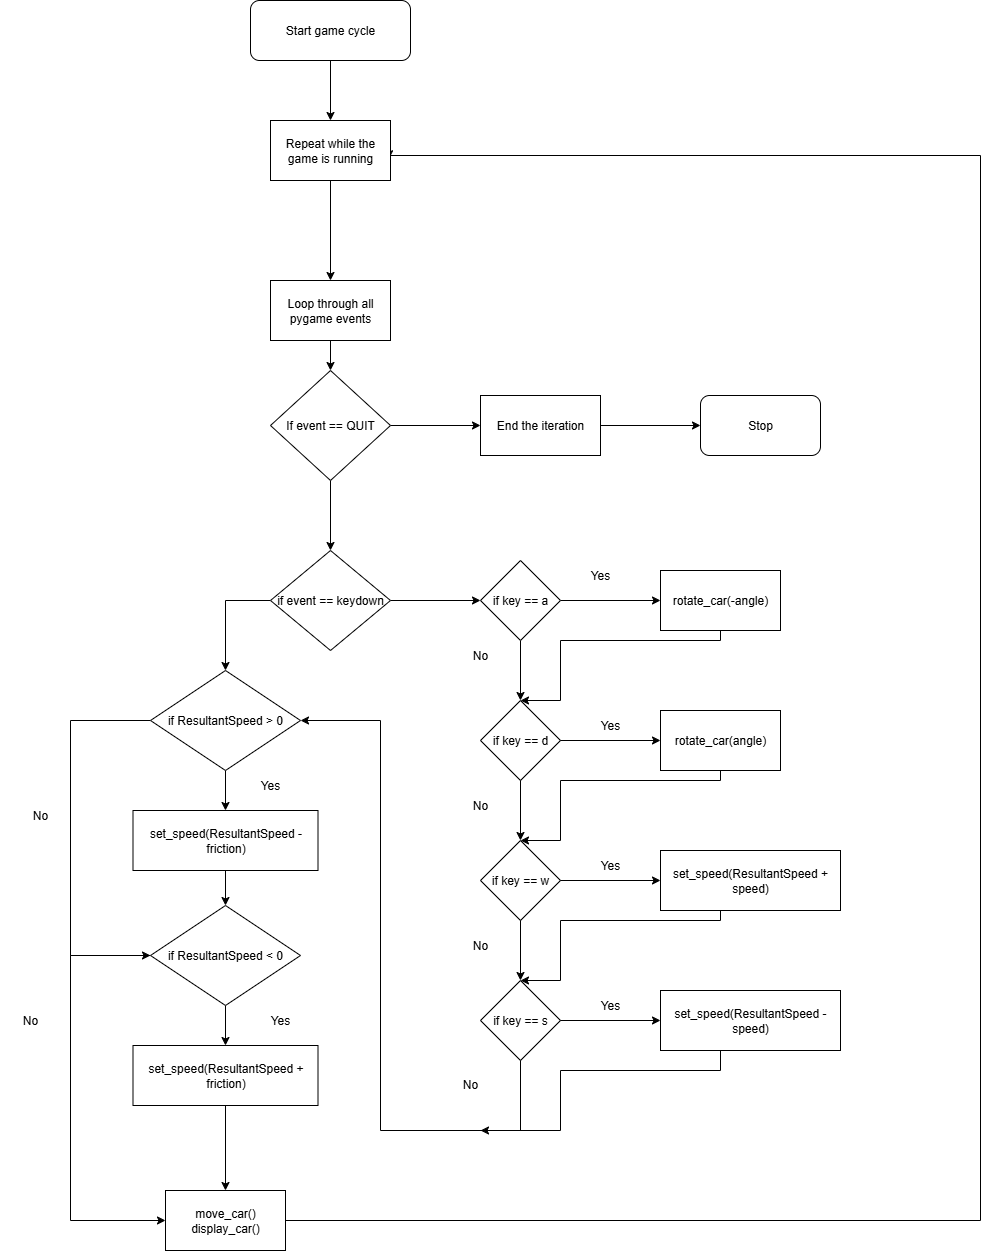 Start game cycle
Repeat while the
game is running
Loop through all
pygame events
If event == QUIT
End the iteration
Stop
if event == keydown
if key == a
Yes
rotate_car(-angle)
No
if ResultantSpeed > 0
if key == d
Yes
rotate_car(angle)
Yes
No
No
set_speed(ResultantSpeed -
friction)
if key == w
Yes
set_speed(ResultantSpeed +
speed)
No
if ResultantSpeed < 0
No
Yes
if key == s
Yes
set_speed(ResultantSpeed -
speed)
set_speed(ResultantSpeed +
friction)
No
move_car()
display_car()